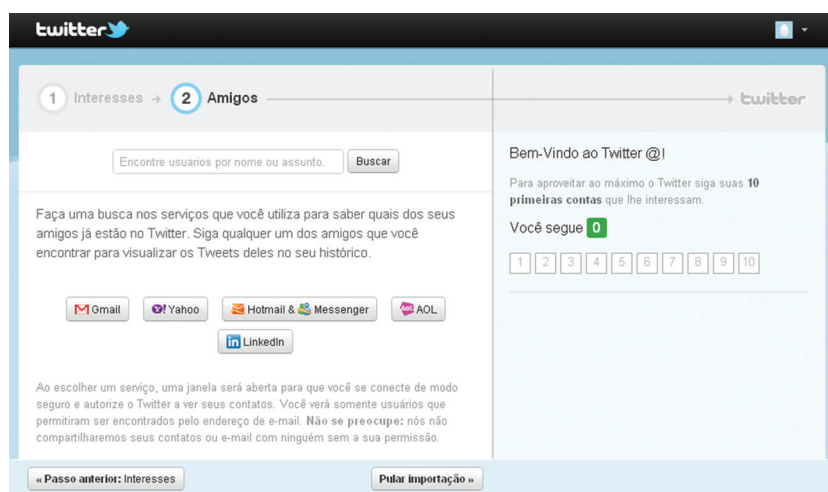 twitter
1 Interesses → 2 Amigos → twitter
Encontre usuarios por nome ou assunto. Buscar
Faça uma busca nos serviços que você utiliza para saber quais dos seus
amigos já estão no Twitter. Siga qualquer um dos amigos que você
encontrar para visualizar os Tweets deles no seu histórico.
Gmail Yahoo Hotmail & Messenger AOL
LinkedIn
Ao escolher um serviço, uma janela será aberta para que você se conecte de modo
seguro e autorize o Twitter a ver seus contatos. Você verá somente usuários que
permitiram ser encontrados pelo endereço de e-mail. Não se preocupe: nós não
compartilharemos seus contatos ou e-mail com ninguém sem a sua permissão.
Bem-Vindo ao Twitter @!
Para aproveitar ao máximo o Twitter siga suas 10
primeiras contas que lhe interessam.
Você segue 0
1 2 3 4 5 6 7 8 9 10
« Passo anterior: Interesses Pular importação »